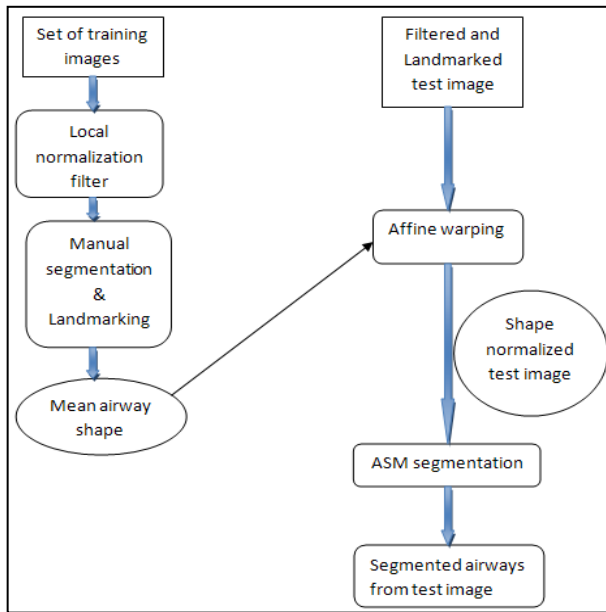 Set of training
images
Local
normalization
filter
Manual
segmentation
&
Landmarking
Mean airway
shape
Filtered and
Landmarked
test image
Affine warping
Shape
normalized
test image
ASM segmentation
Segmented airways
from test image